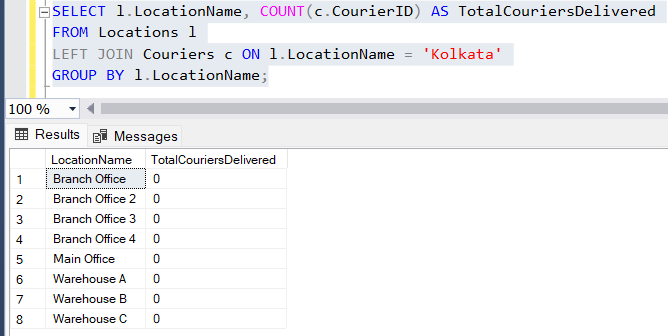 SELECT l.LocationName, COUNT(c.CourierID) AS TotalCouriersDelivered
FROM Locations l
LEFT JOIN Couriers c ON l.LocationName = 'Kolkata'
GROUP BY l.LocationName;
100 %
Results Messages
LocationName TotalCouriersDelivered
1 Branch Office 0
2 Branch Office 2 0
3 Branch Office 3 0
4 Branch Office 4 0
5 Main Office 0
6 Warehouse A 0
7 Warehouse B 0
8 Warehouse C 0